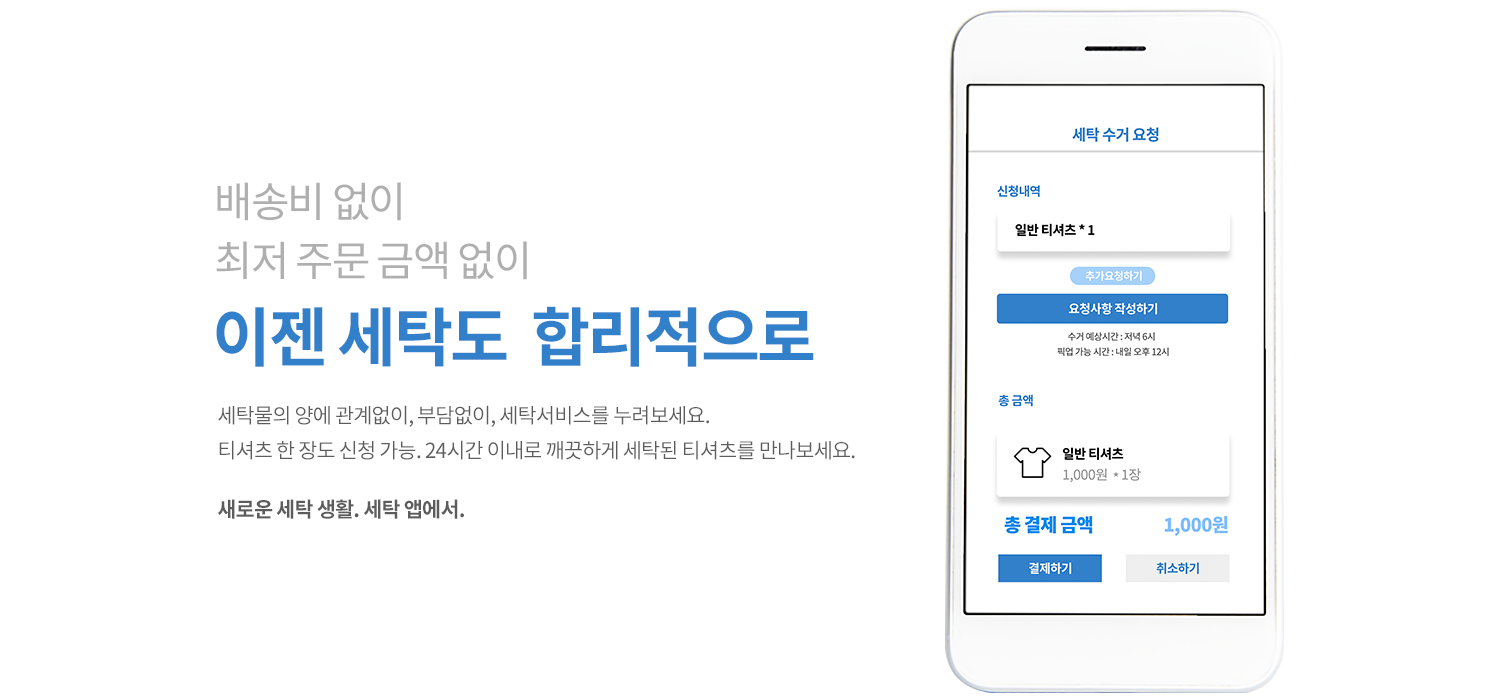 배송비 없이
최저 주문 금액 없이
이젠 세탁도 합리적으로
세탁물의 양에 관계없이, 부담없이, 세탁서비스를 누려보세요.
티셔츠 한 장도 신청 가능. 24시간 이내로 깨끗하게 세탁된 티셔츠를 만나보세요.
새로운 세탁 생활. 세탁 앱에서.
세탁 수거 요청
신청내역
일반 티셔츠 * 1
추가요청하기
요청사항 작성하기
수거 예상시간 : 저녁 6시
픽업 가능 시간 : 내일 오후 12시
총 금액
일반 티셔츠
1,000원 * 1장
총 결제 금액 1,000원
결제하기 취소하기